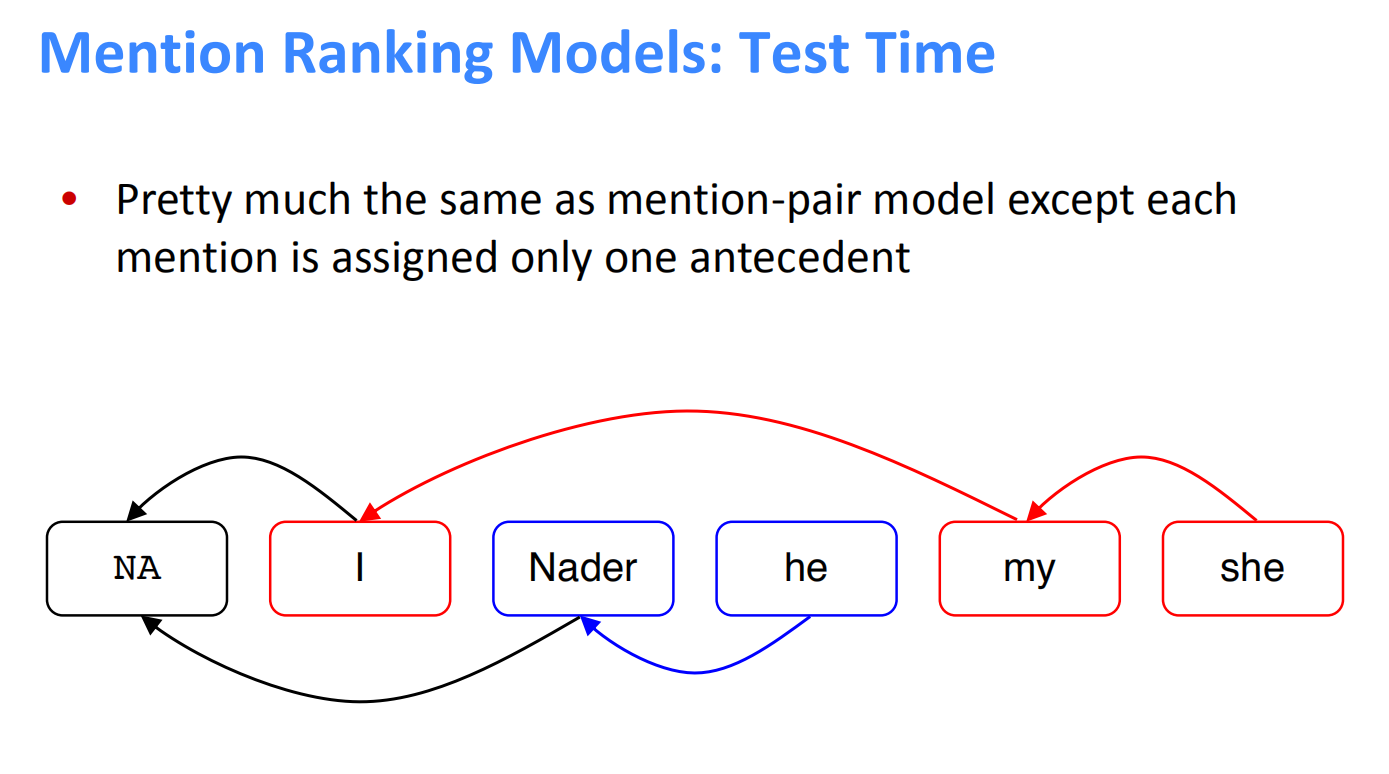 Mention Ranking Models: Test Time
• Pretty much the same as mention-pair model except each
mention is assigned only one antecedent
NA I Nader he my she